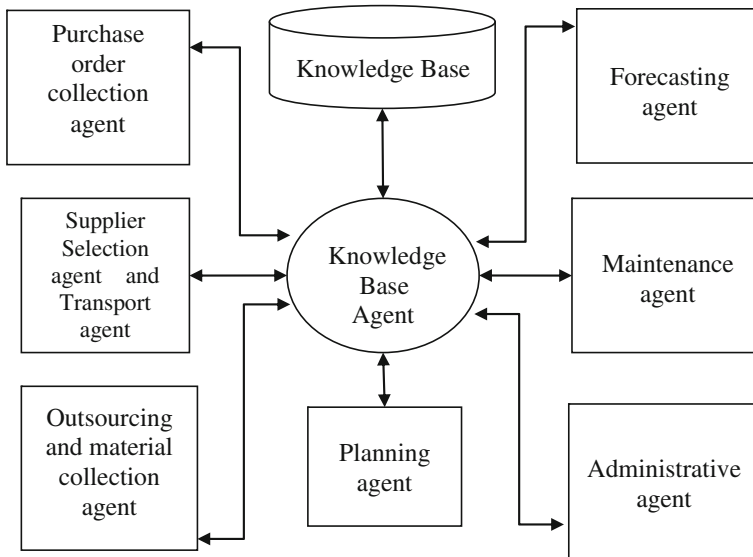 Purchase
order
collection
agent
Knowledge Base
Forecasting
agent
Supplier
Selection
agent and
Transport
agent
Knowledge
Base
Agent
Maintenance
agent
Outsourcing
and material
collection
agent
Planning
agent
Administrative
agent